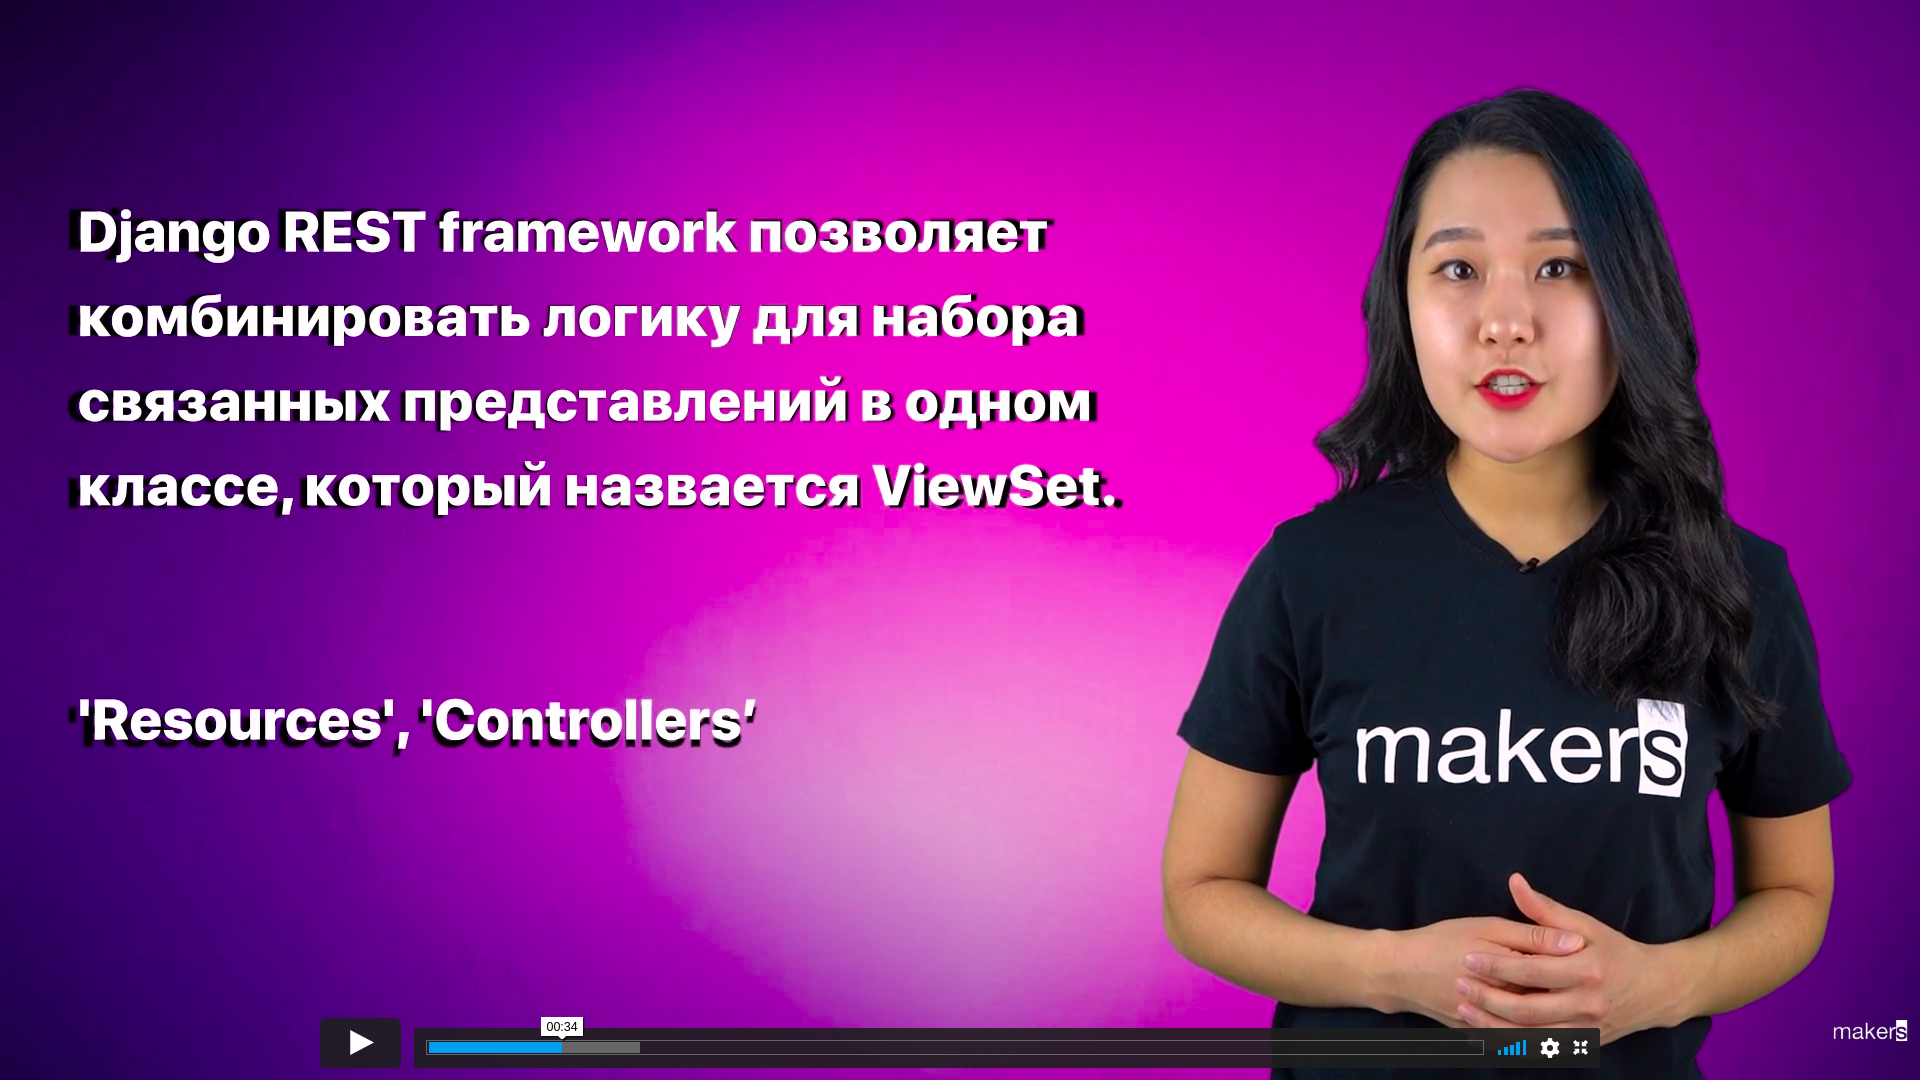 Django REST framework позволяет
комбинировать логику для набора
связанных представлений в одном
классе, который назвается ViewSet.
'Resources', 'Controllers’
makers
00:34
makers